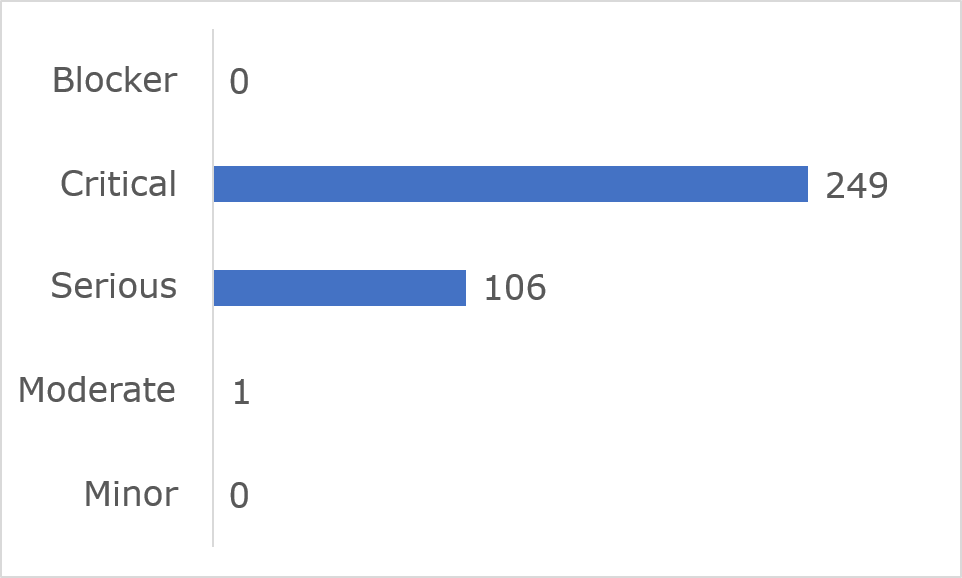 Blocker 0
Critical 249
Serious 106
Moderate 1
Minor 0